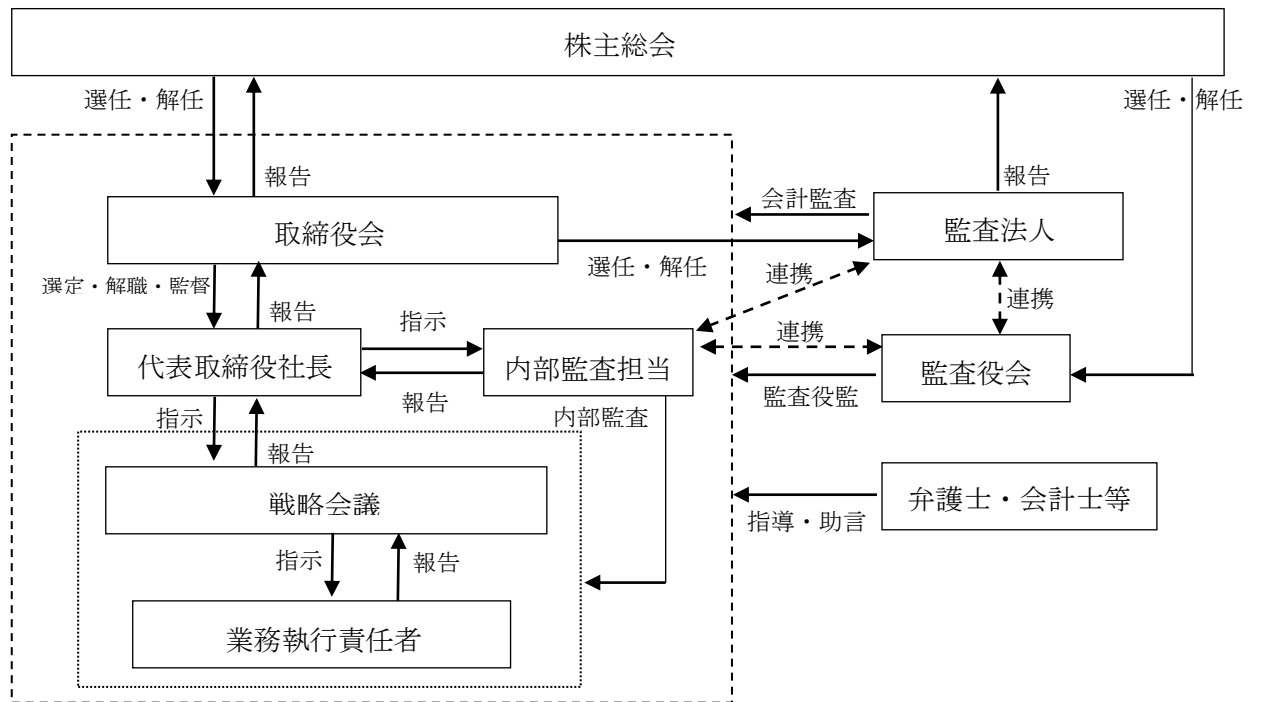 株主総会
選任・解任
選任・解任
報告
報告
会計監査
取締役会
監査法人
選任・解任
連携
選定・解職・監督
連携
報告
指示
連携
代表取締役社長
内部監査担当
監査役会
報告
監査役監
指示
内部監査
報告
戦略会議
弁護士・会計士等
指導・助言
指示
報告
業務執行責任者